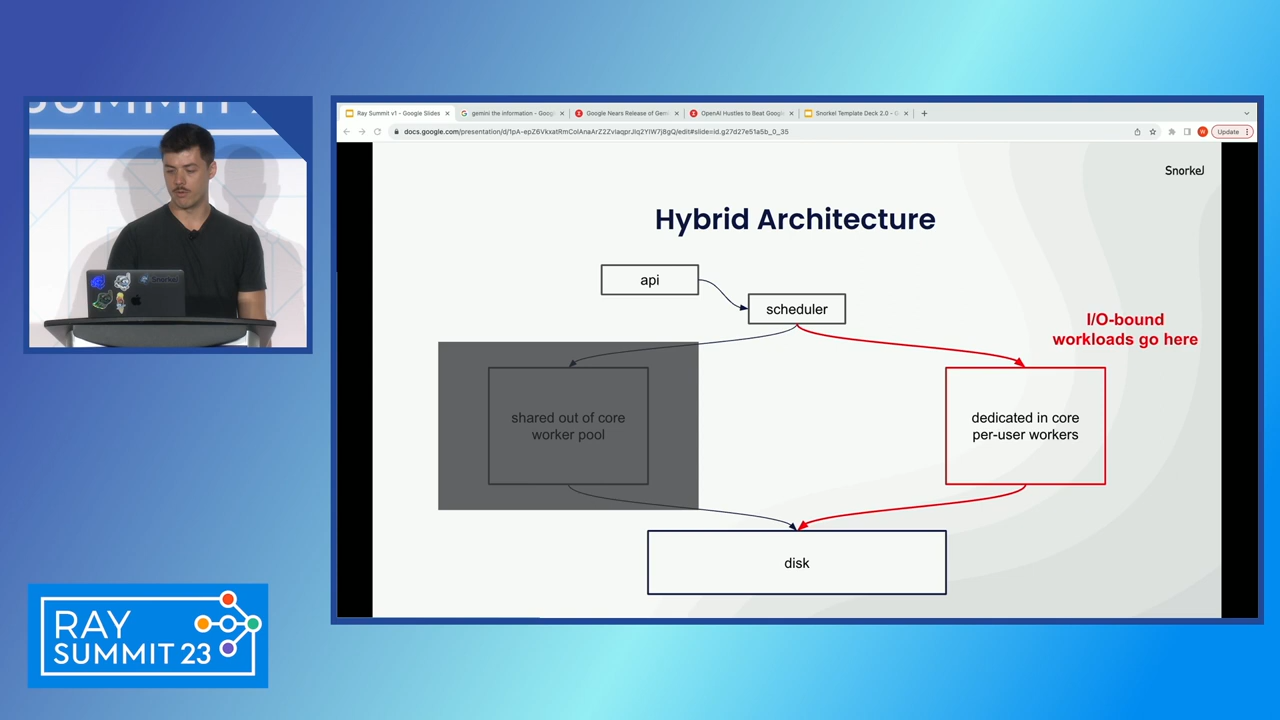 SUMMIT
Ray Summit v1 - Google Slides
gemini the information - Goog
Google Nears Release of Gemi
OpenAI Hustles to Beat Googl
Snorkel Template Deck 2.0 - G
Update
Snorkel
Hybrid Architecture
api
scheduler
I/O-bound
workloads go here
shared out of core
worker pool
dedicated in core
per-user workers
disk
RAY
SUMMIT 23